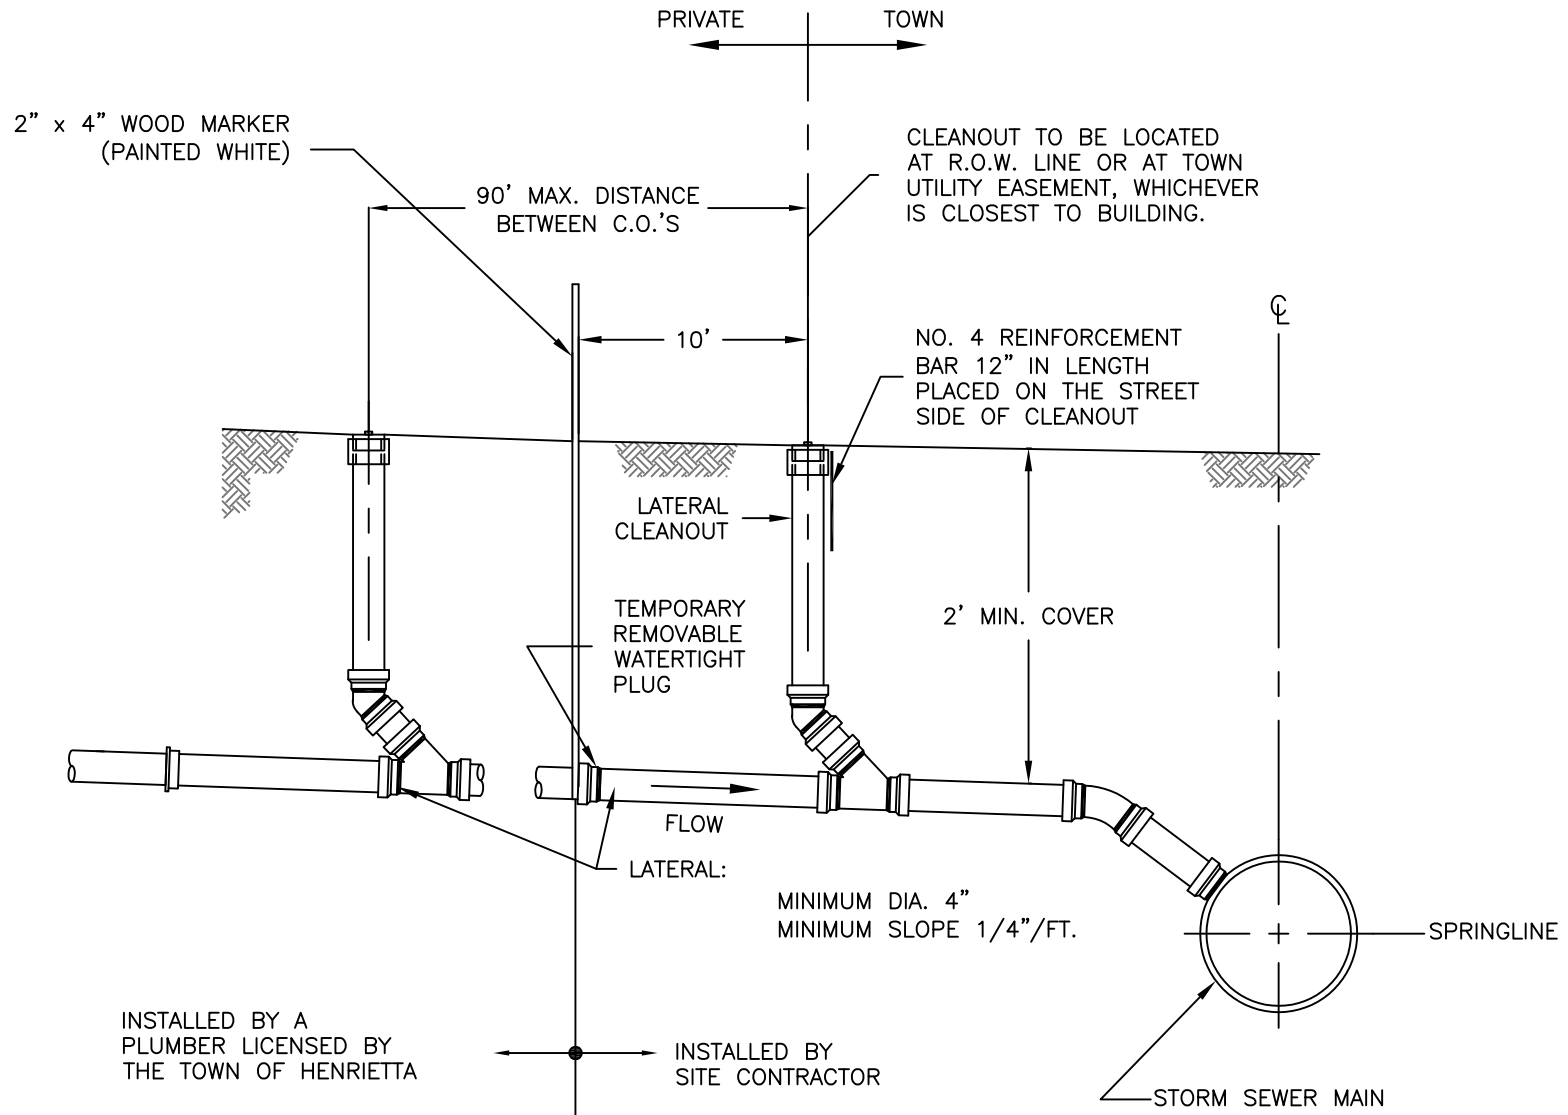 PRIVATE
TOWN
2” x 4” WOOD MARKER
(PAINTED WHITE)
CLEANOUT TO BE LOCATED
AT R.O.W. LINE OR AT TOWN
UTILITY EASEMENT, WHICHEVER
IS CLOSEST TO BUILDING.
90’ MAX. DISTANCE
BETWEEN C.O.’S
℄
10’
NO. 4 REINFORCEMENT
BAR 12” IN LENGTH
PLACED ON THE STREET
SIDE OF CLEANOUT
LATERAL
CLEANOUT
TEMPORARY
REMOVABLE
WATERTIGHT
PLUG
2’ MIN. COVER
FLOW
LATERAL:
MINIMUM DIA. 4”
MINIMUM SLOPE 1/4”/FT.
SPRINGLINE
INSTALLED BY A
PLUMBER LICENSED BY
THE TOWN OF HENRIETTA
INSTALLED BY
SITE CONTRACTOR
STORM SEWER MAIN